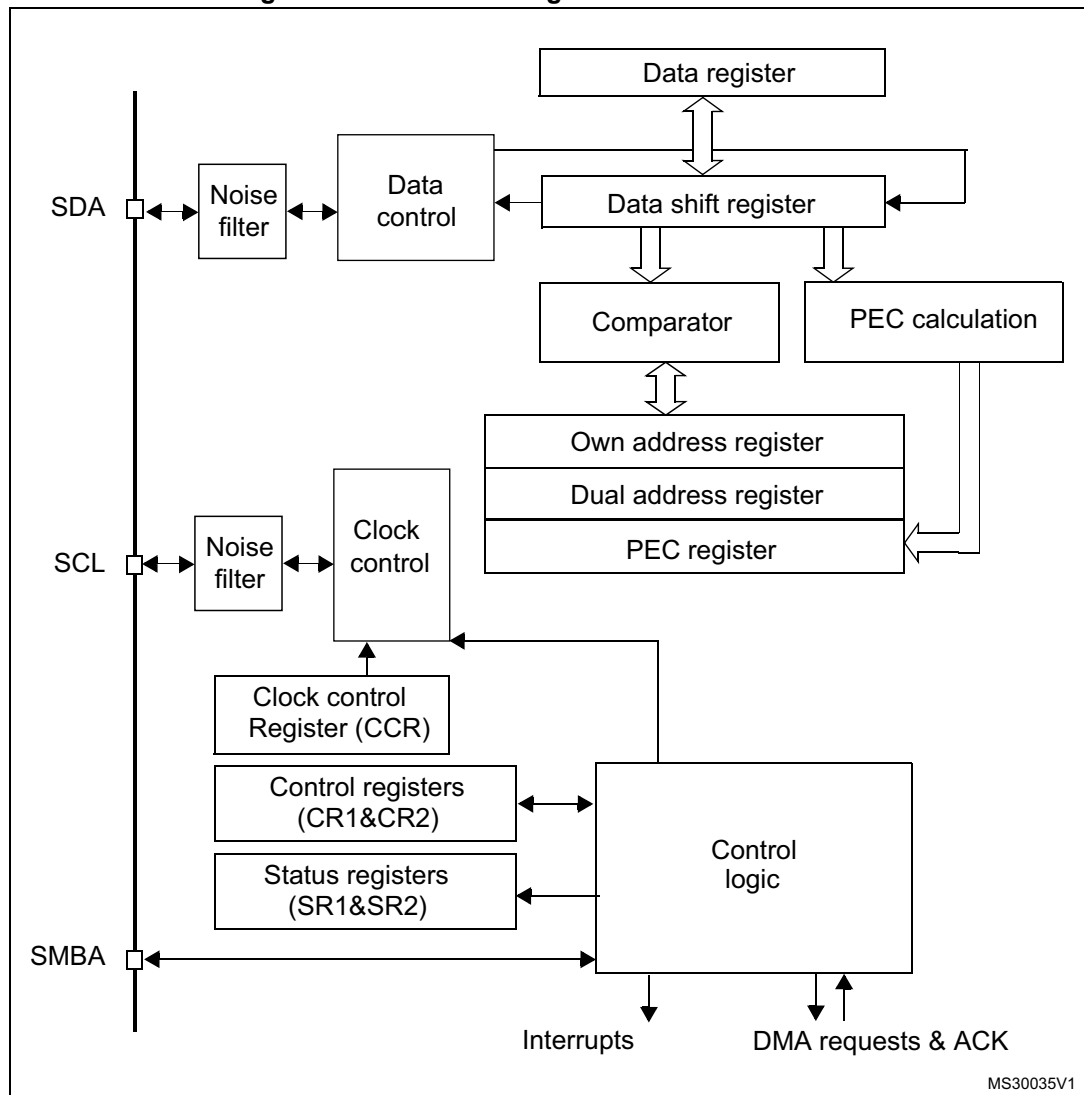 Data register
Data
control
Noise
filter
SDA
Data shift register
Comparator
PEC calculation
Own address register
Dual address register
PEC register
Clock
control
Noise
filter
SCL
Clock control
Register (CCR)
Control registers
(CR1&CR2)
Status registers
(SR1&SR2)
Control
logic
SMBA
Interrupts
DMA requests & ACK
MS30035V1